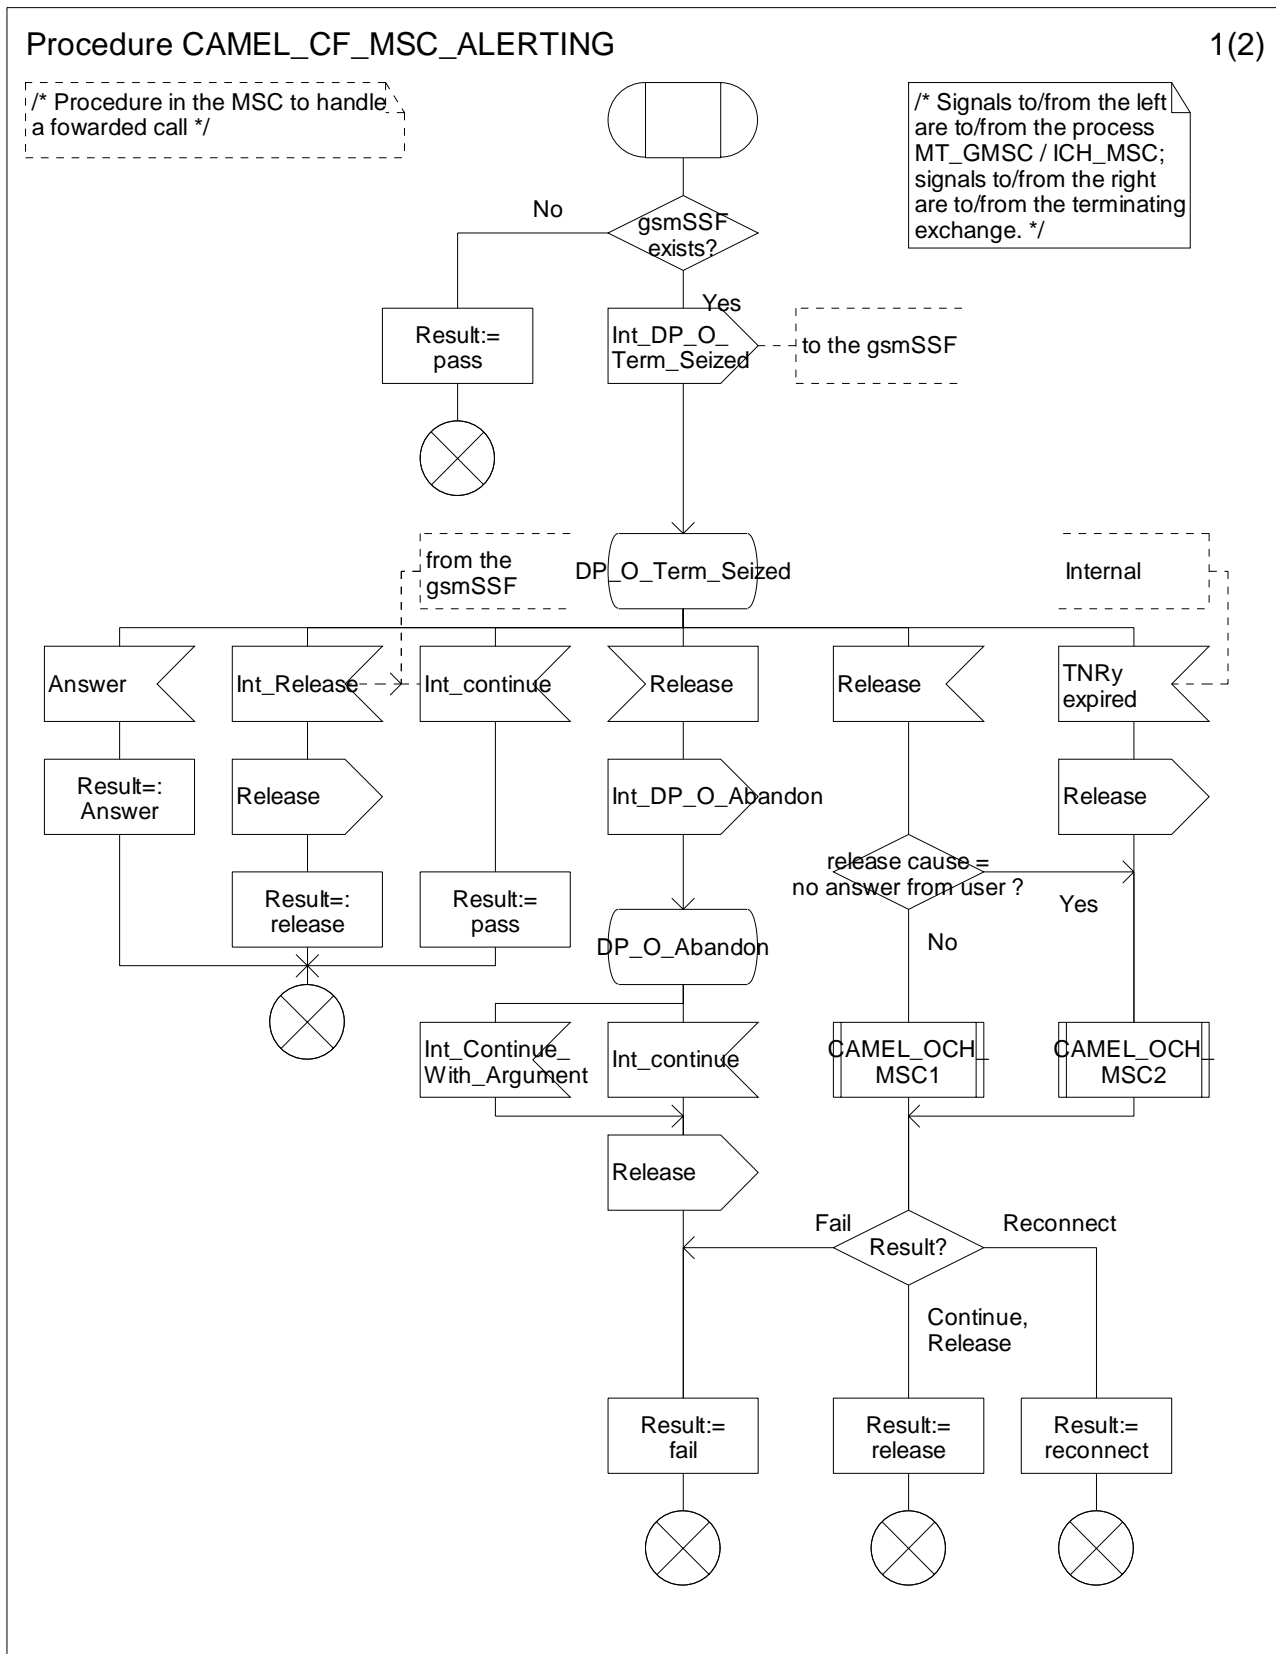 Procedure CAMEL_CF_MSC_ALERTING
1(2)
/* Procedure in the MSC to handle
a fowarded call */
/* Signals to/from the left
are to/from the process
MT_GMSC / ICH_MSC;
signals to/from the right
are to/from the terminating
exchange. */
No
gsmSSF
exists?
Yes
Result:=
pass
Int_DP_O_
Term_Seized
to the gsmSSF
from the
gsmSSF
DP_O_Term_Seized
Internal
Answer
Int_Release
Int_continue
Release
Release
TNRy
expired
Result=:
Answer
Release
Int_DP_O_Abandon
Release
release cause =
no answer from user ?
Yes
Result=:
release
Result:=
pass
DP_O_Abandon
No
Int_Continue_
With_Argument
Int_continue
CAMEL_OCH_
MSC1
CAMEL_OCH_
MSC2
Release
Fail
Reconnect
Result?
Continue,
Release
Result:=
fail
Result:=
release
Result:=
reconnect